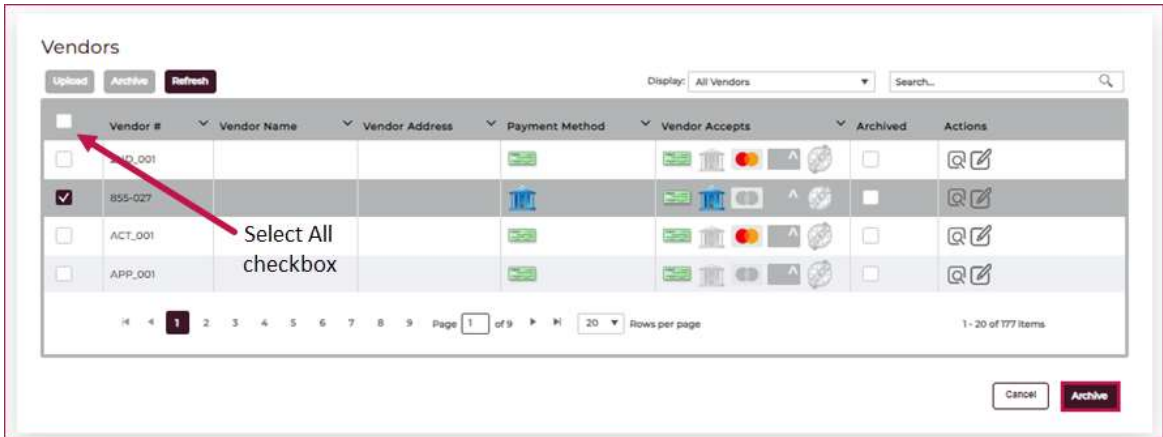 Vendors
Upload Archive Refresh Display: All Vendors Search...
Vendor # Vendor Name Vendor Address Payment Method Vendor Accepts Archived Actions
855-027
ACT_001
Select All
checkbox
APP_001
1 2 3 4 5 6 7 8 9 Page 1 of 9 20 Rows per page 1 - 20 of 177 items
Cancel Archive